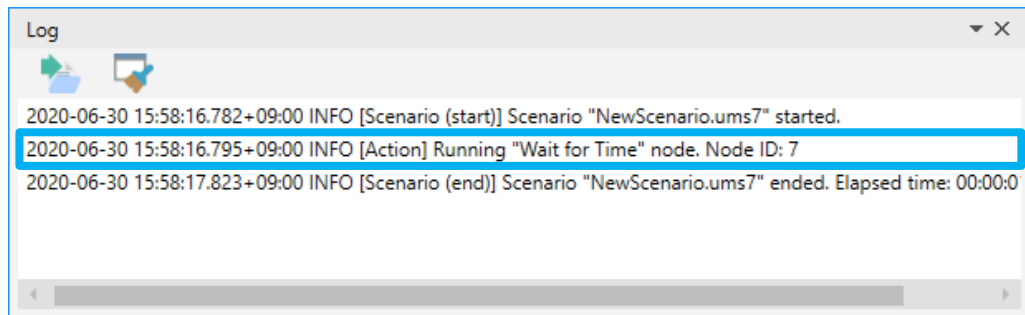 Log
2020-06-30 15:58:16.782+09:00 INFO [Scenario (start)] Scenario "NewScenario.ums7" started.
2020-06-30 15:58:16.795+09:00 INFO [Action] Running "Wait for Time" node. Node ID: 7
2020-06-30 15:58:17.823+09:00 INFO [Scenario (end)] Scenario "NewScenario.ums7" ended. Elapsed time: 00:00:0